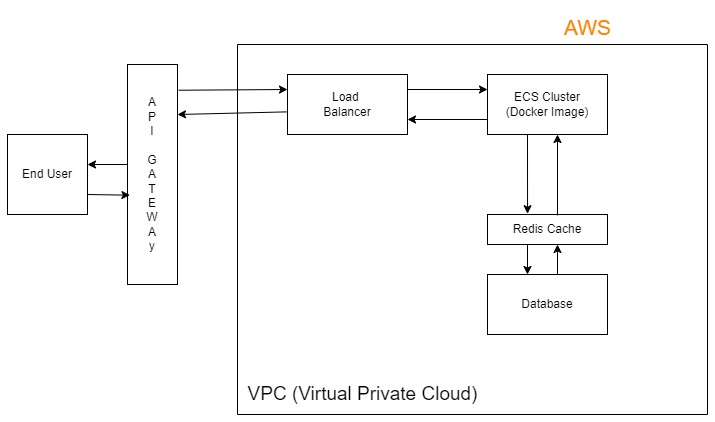 AWS
End User
A
P
I
G
A
T
E
W
A
y
Load
Balancer
ECS Cluster
(Docker Image)
Redis Cache
Database
VPC (Virtual Private Cloud)